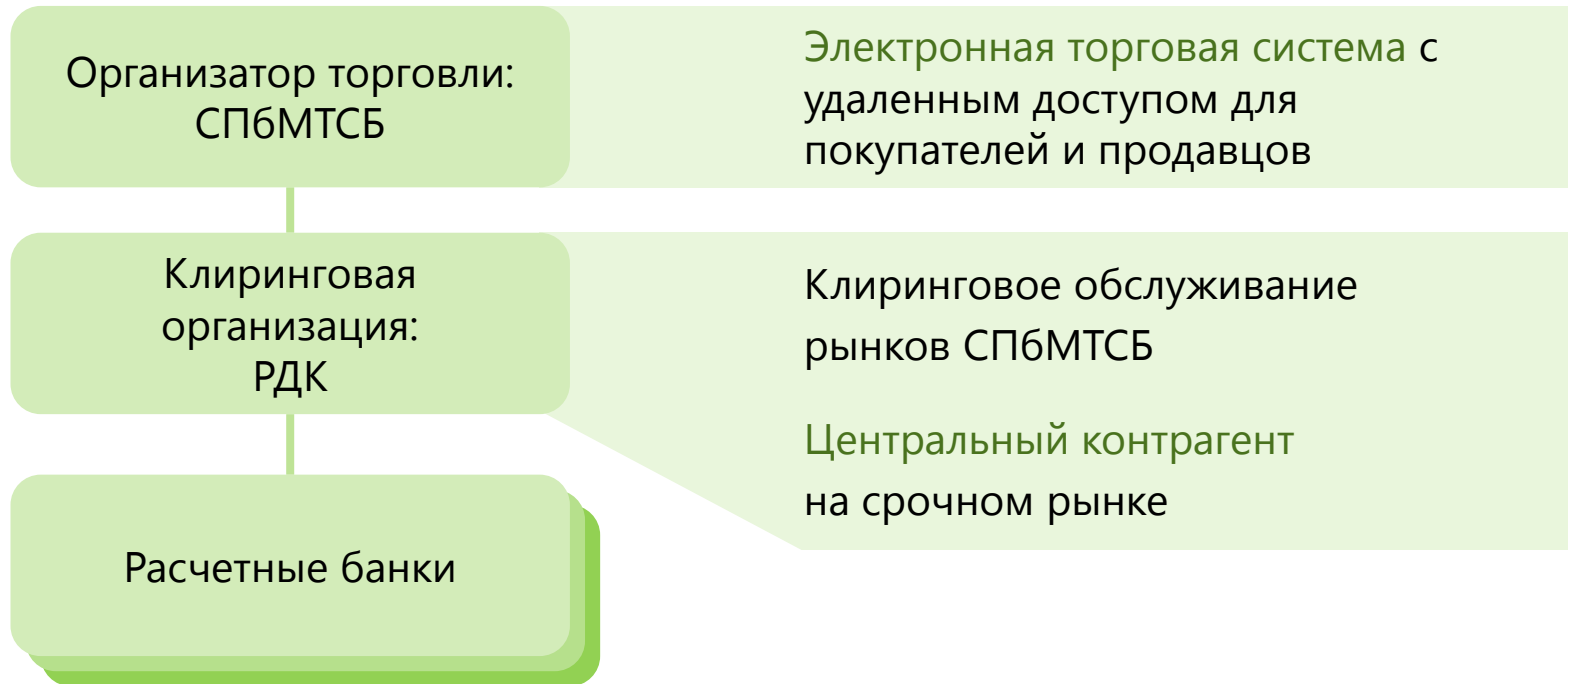 Организатор торговли:
СПбМТСБ
Электронная торговая система с
удаленным доступом для
покупателей и продавцов
Клиринговая
организация:
РДК
Клиринговое обслуживание
рынков СПбМТСБ
Центральный контрагент
на срочном рынке
Расчетные банки